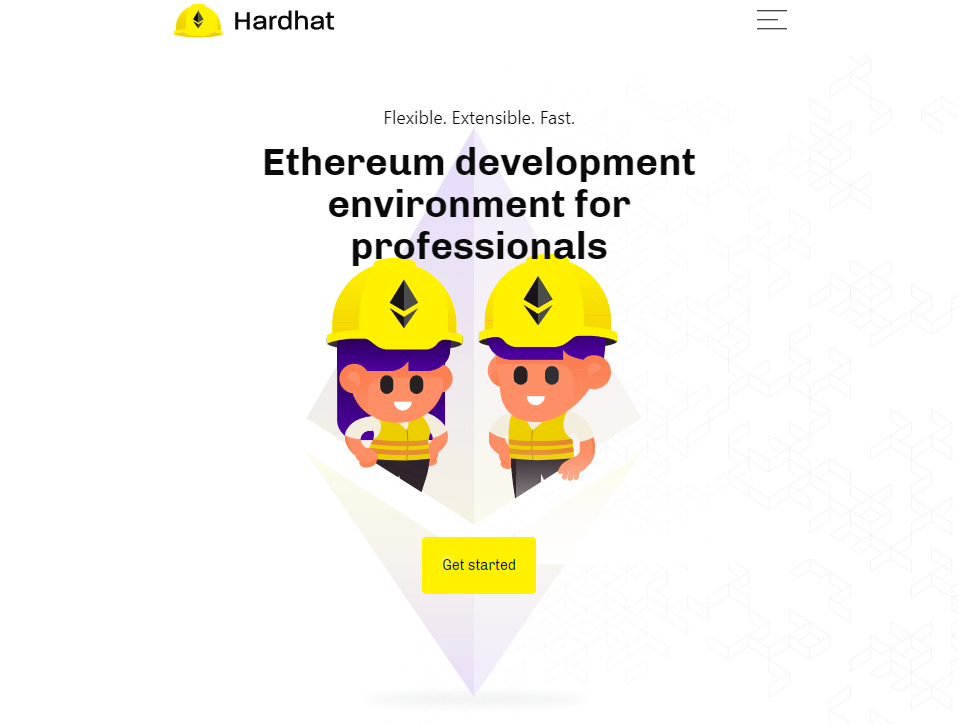 Hardhat
Flexible. Extensible. Fast.
Ethereum development
environment for
professionals
Get started